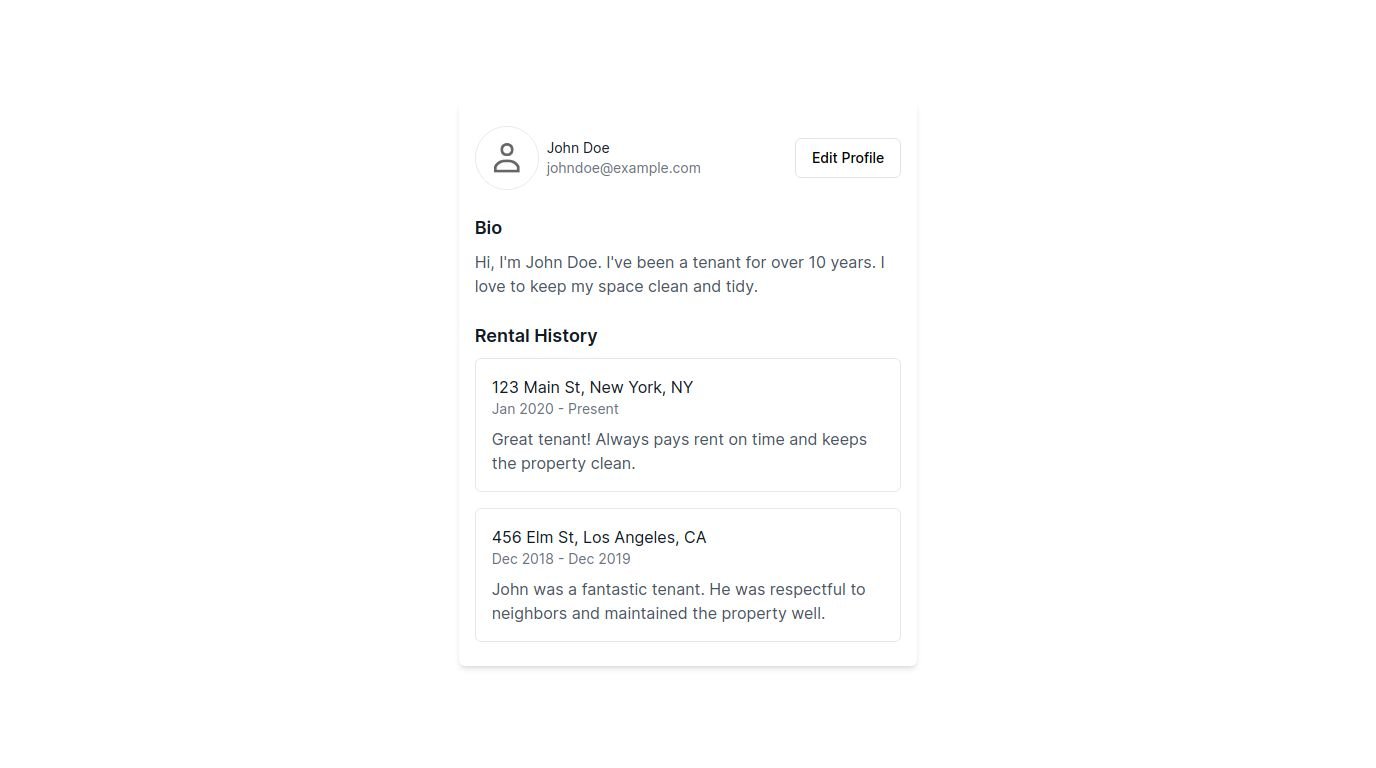 John Doe
johndoe@example.com
Edit Profile
Bio
Hi, I'm John Doe. I've been a tenant for over 10 years. I
love to keep my space clean and tidy.
Rental History
123 Main St, New York, NY
Jan 2020 - Present
Great tenant! Always pays rent on time and keeps
the property clean.
456 Elm St, Los Angeles, CA
Dec 2018 - Dec 2019
John was a fantastic tenant. He was respectful to
neighbors and maintained the property well.